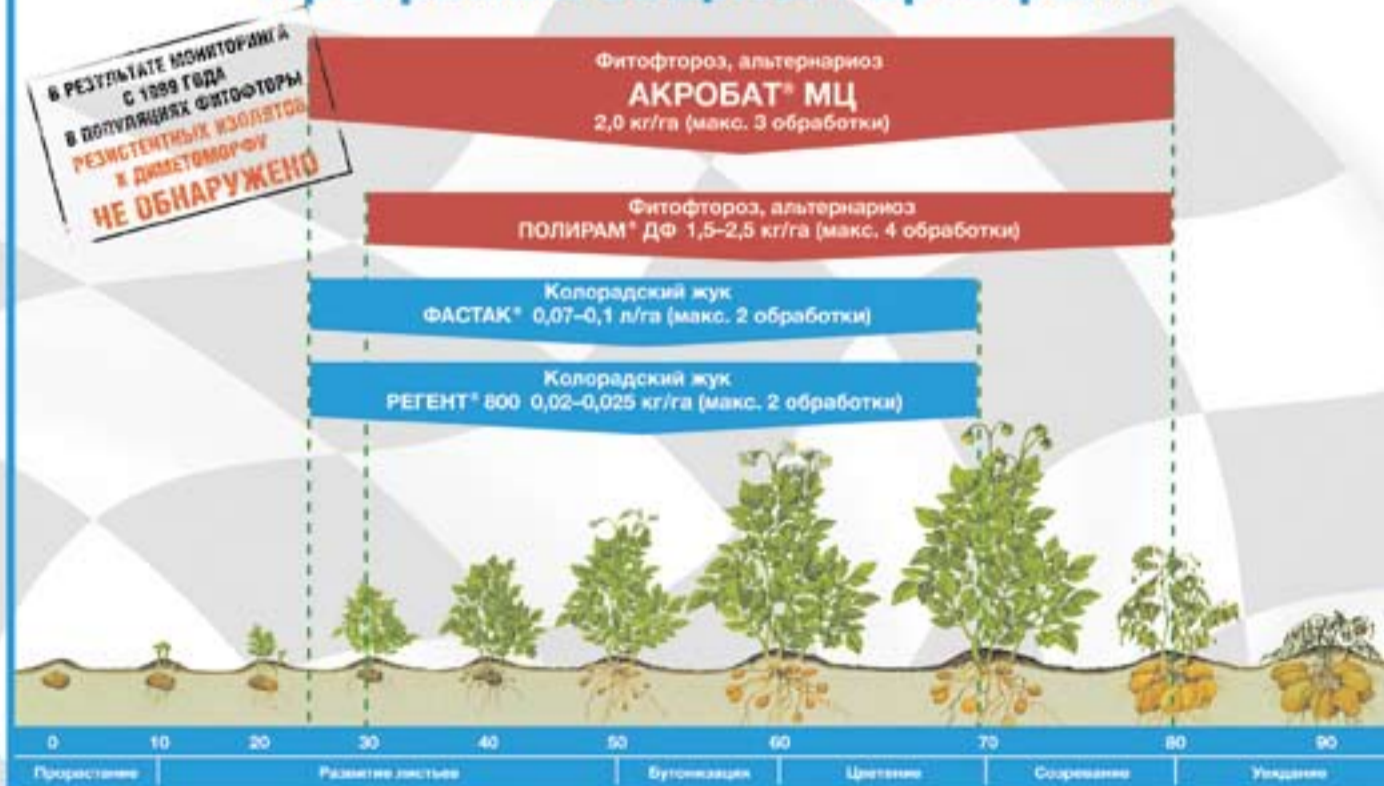 В РЕЗУЛЬТАТЕ МОНИТОРИНГА
С 1999 ГОДА
В ПОПУЛЯЦИЯХ ФИТОФТОРЫ
РЕЗИСТЕНТНЫХ ИЗОЛЯТОВ
К ДИМЕТОМОРФУ
НЕ ОБНАРУЖЕНО
Фитофтороз, альтернариоз
АКРОБАТ® МЦ
2,0 кг/га (макс. 3 обработки)
Фитофтороз, альтернариоз
ПОЛИРАМ® ДФ 1,5–2,5 кг/га (макс. 4 обработки)
Колорадский жук
ФАСТАК® 0,07–0,1 л/га (макс. 2 обработки)
Колорадский жук
РЕГЕНТ® 800 0,02–0,025 кг/га (макс. 2 обработки)
0 10 20 30 40 50 60 70 80 90
Прорастание Развитие листьев Бутонизация Цветение Созревание Увядание